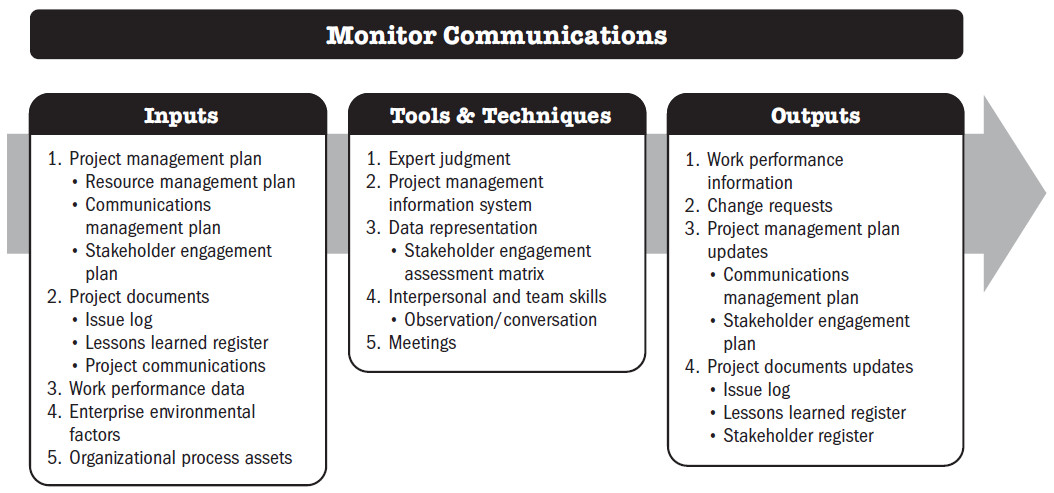 Monitor Communications
Inputs
1. Project management plan
• Resource management plan
• Communications
management plan
• Stakeholder engagement
plan
2. Project documents
• Issue log
• Lessons learned register
• Project communications
3. Work performance data
4. Enterprise environmental
factors
5. Organizational process assets
Tools & Techniques
1. Expert judgment
2. Project management
information system
3. Data representation
• Stakeholder engagement
assessment matrix
4. Interpersonal and team skills
• Observation/conversation
5. Meetings
Outputs
1. Work performance
information
2. Change requests
3. Project management plan
updates
• Communications
management plan
• Stakeholder engagement
plan
4. Project documents updates
• Issue log
• Lessons learned register
• Stakeholder register